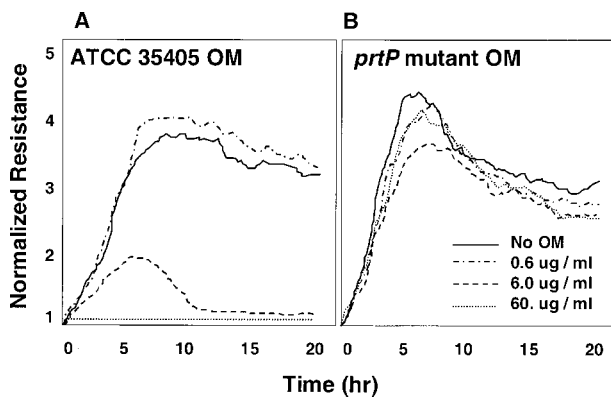 A
B
ATCC 35405 OM
prtP mutant OM
Normalized Resistance
5
4
3
2
1
No OM
0.6 ug / ml
6.0 ug / ml
60. ug / ml
0 5 10 15 20
0 5 10 15 20
Time (hr)